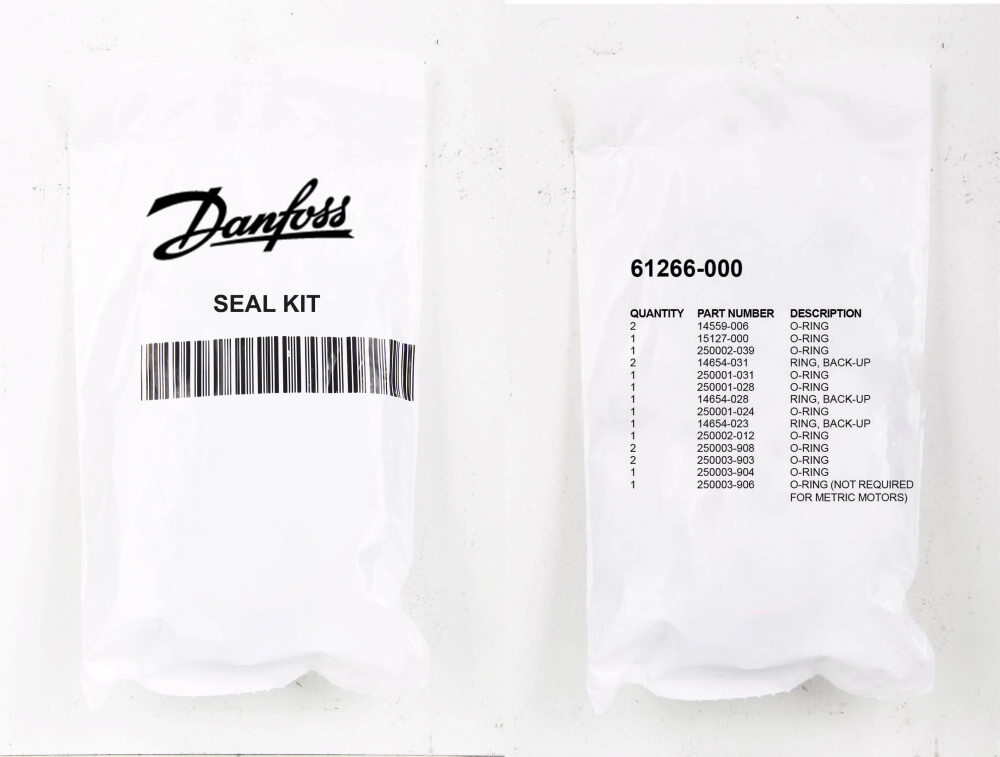 Danfoss
SEAL KIT
61266-000
QUANTITY PART NUMBER DESCRIPTION
2 14559-006 O-RING
1 15127-000 O-RING
1 250002-039 O-RING
2 14654-031 RING, BACK-UP
1 250001-031 O-RING
1 250001-028 O-RING
1 14654-028 RING, BACK-UP
1 250001-024 O-RING
1 14654-023 RING, BACK-UP
1 250002-012 O-RING
2 250003-908 O-RING
2 250003-903 O-RING
1 250003-904 O-RING
1 250003-906 O-RING (NOT REQUIRED
FOR METRIC MOTORS)